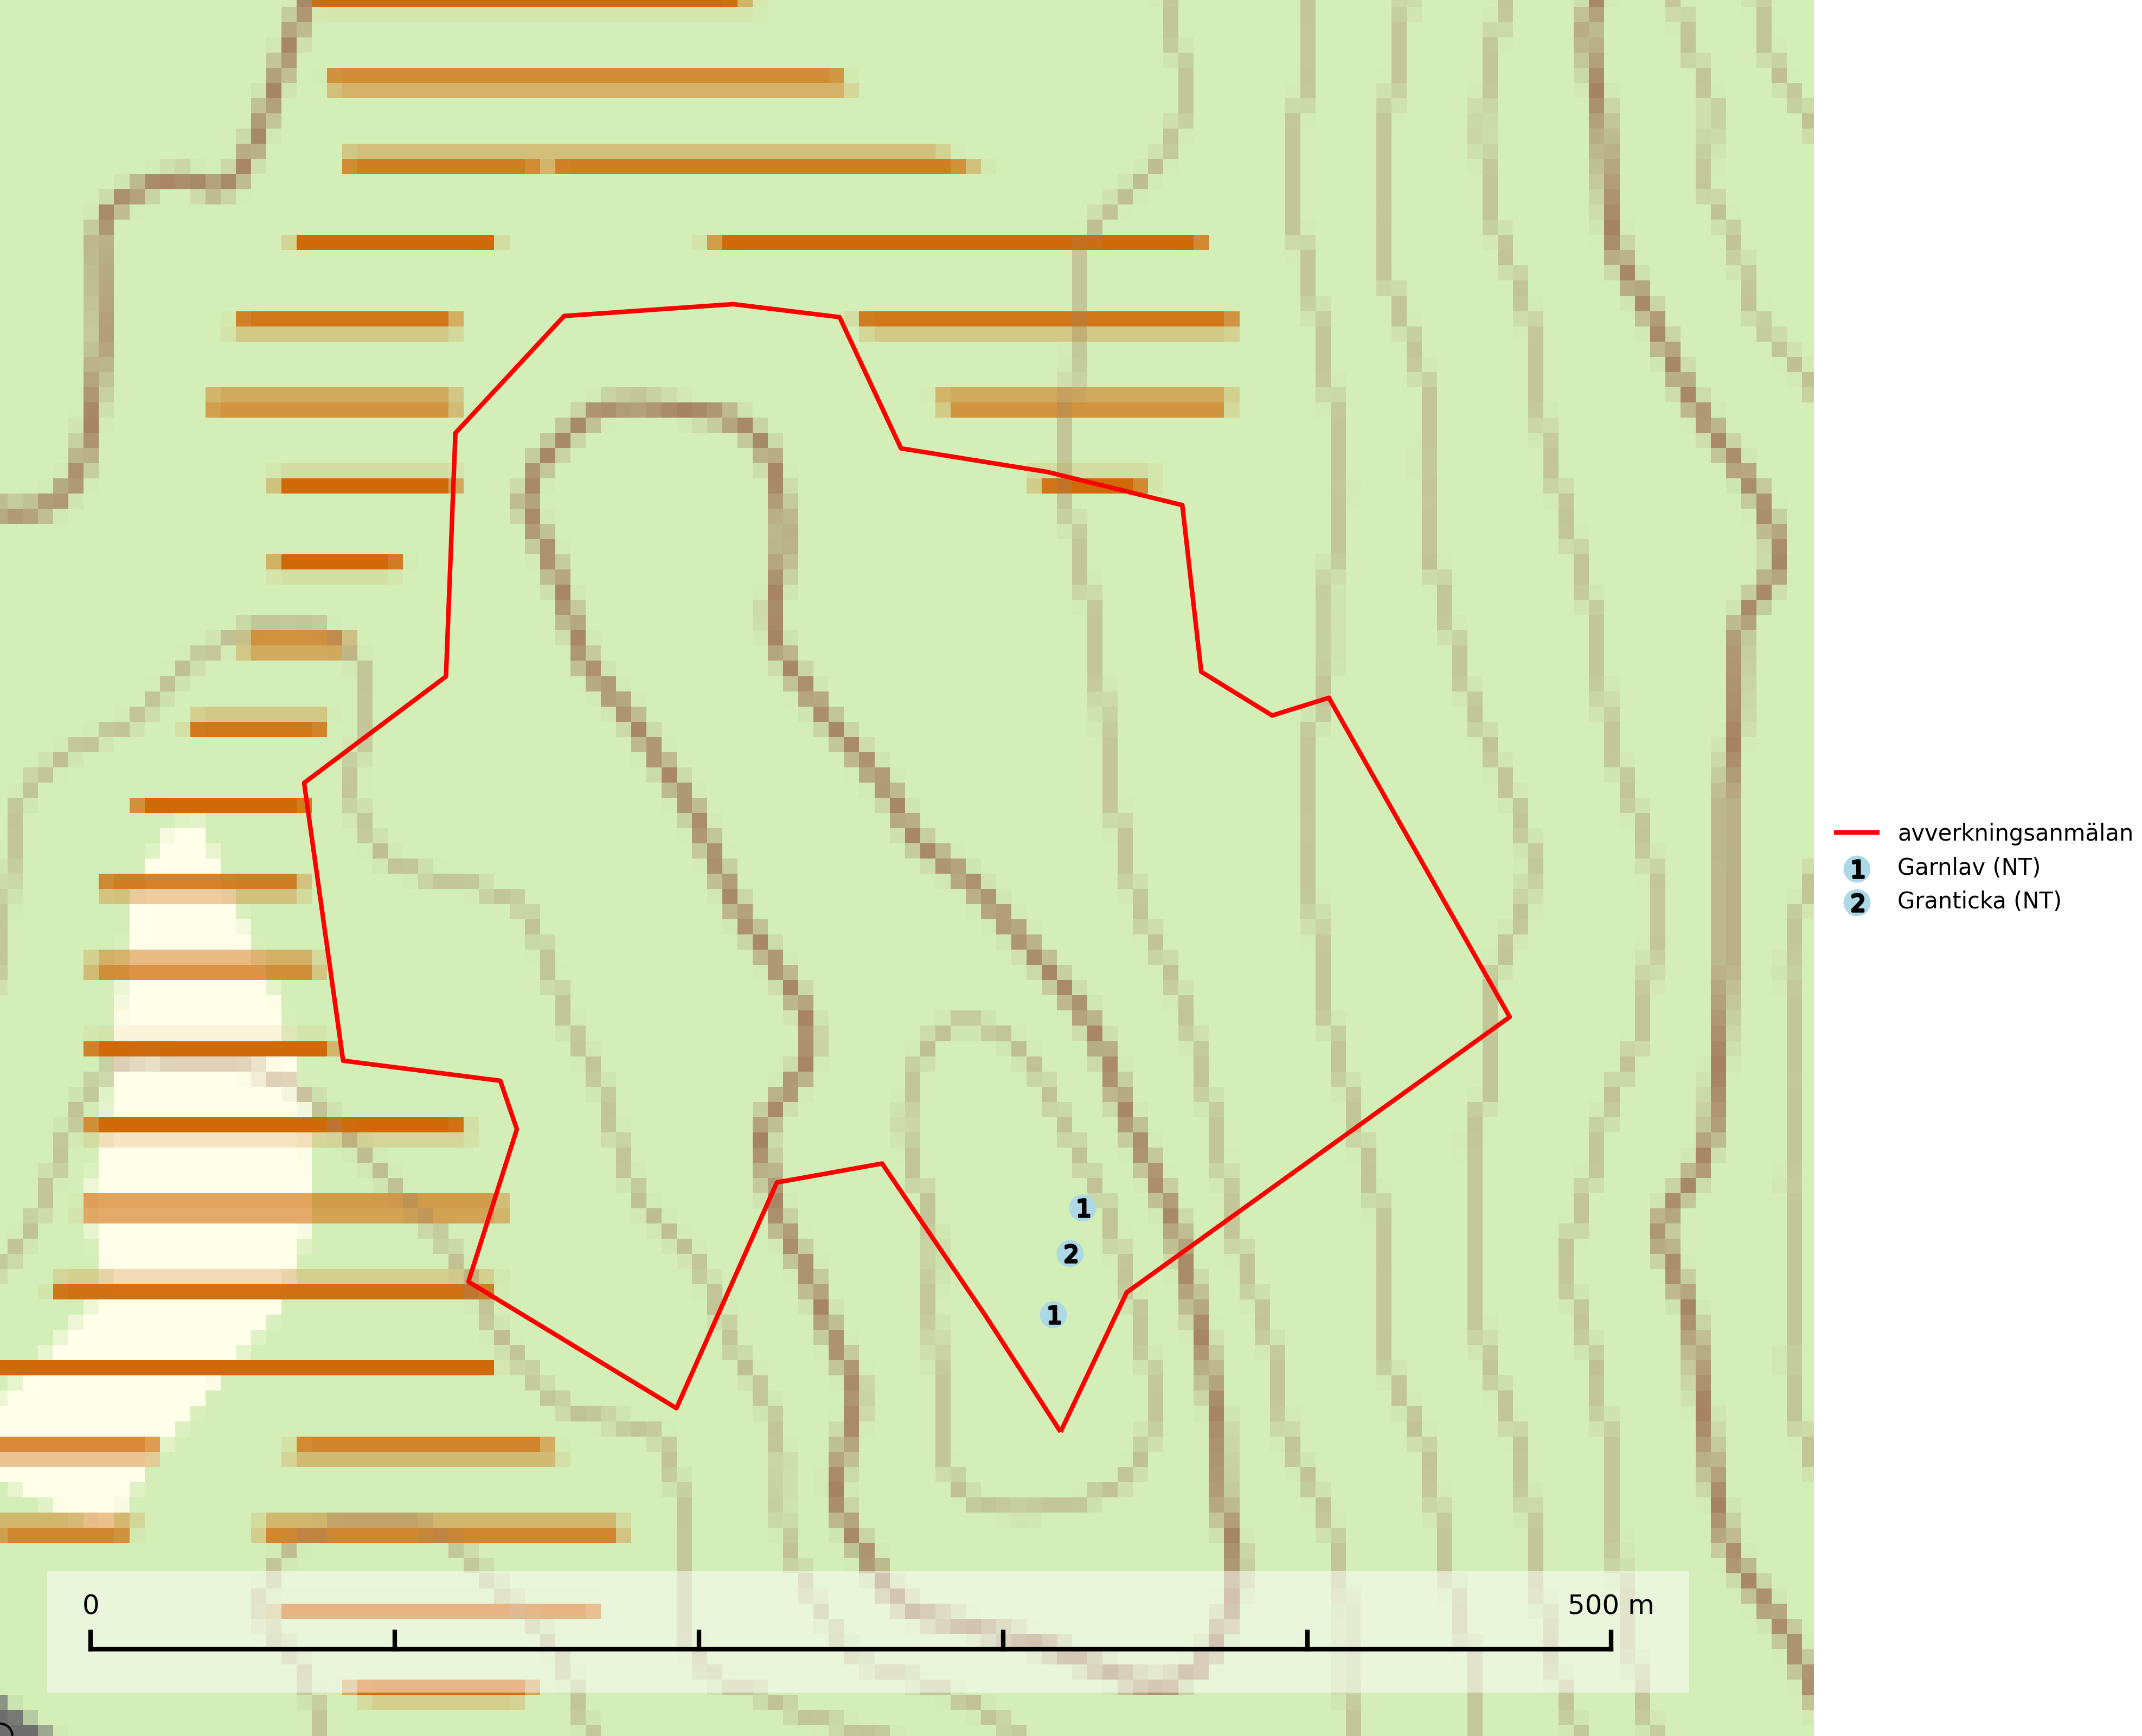 avverkningsanmälan
1 Garnlav (NT)
2 Granticka (NT)
1
2
1
0 500 m